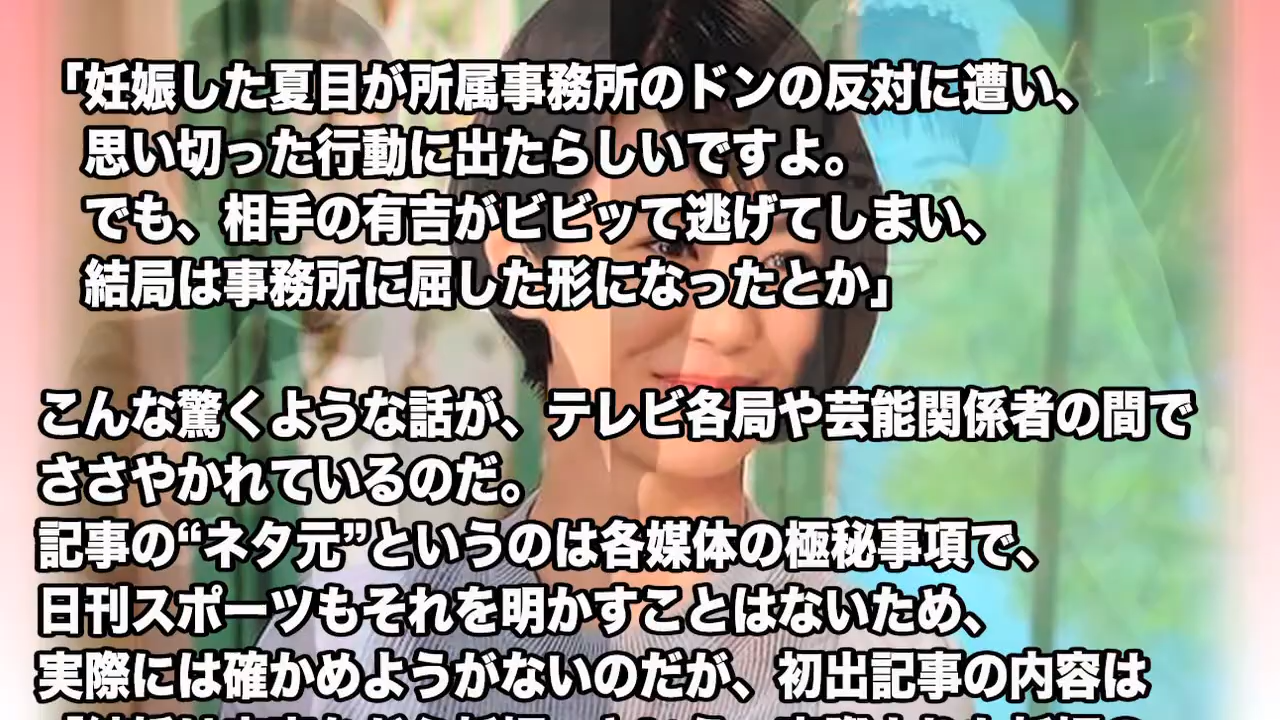 「妊娠した夏目が所属事務所のドンの反対に遭い、
思い切った行動に出たらしいですよ。
でも、相手の有吉がビビッて逃げてしまい、
結局は事務所に屈した形になったとか」
こんな驚くような話が、テレビ各局や芸能関係者の間で
ささやかれているのだ。
記事の“ネタ元”というのは各媒体の極秘事項で、
日刊スポーツもそれを明かすことはないため、
実際には確かめようがないのだが、初出記事の内容は